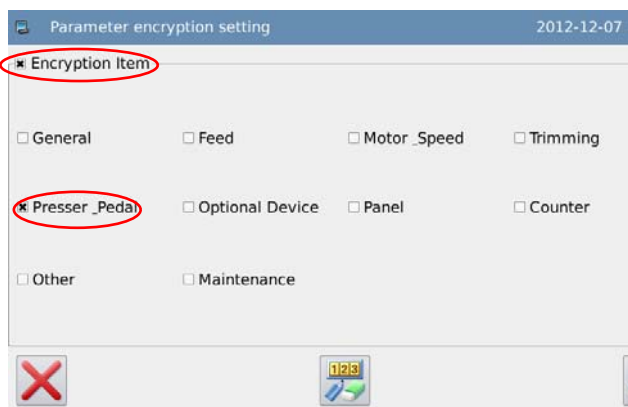 Parameter encryption setting 2012-12-07
Encryption Item
General Feed Motor _Speed Trimming
Presser _Pedal Optional Device Panel Counter
Other Maintenance
123